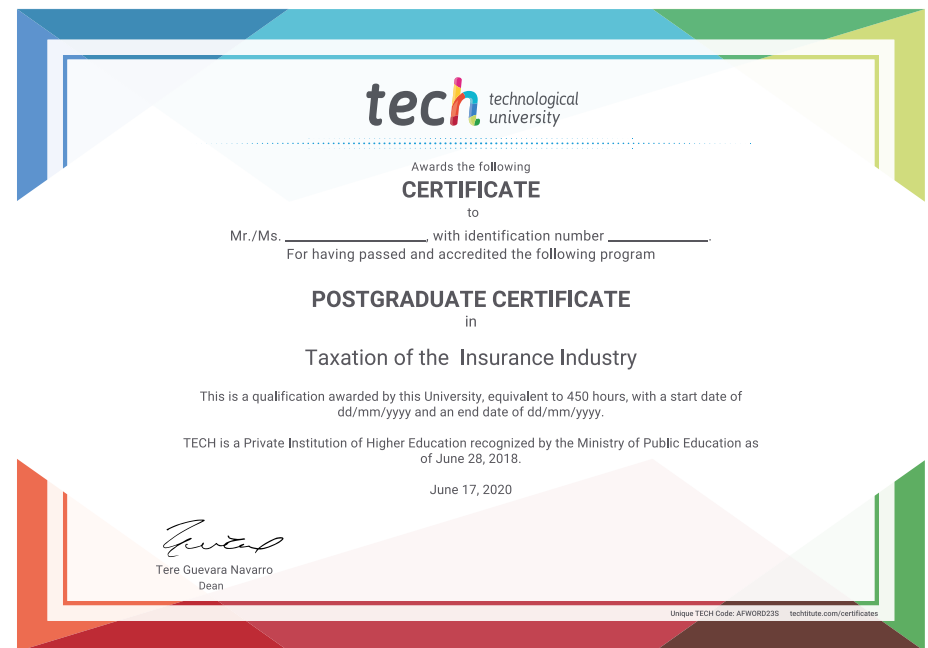 tech technological
university
Awards the following
CERTIFICATE
to
Mr./Ms. ____________________, with identification number ______________.
For having passed and accredited the following program
POSTGRADUATE CERTIFICATE
in
Taxation of the Insurance Industry
This is a qualification awarded by this University, equivalent to 450 hours, with a start date of
dd/mm/yyyy and an end date of dd/mm/yyyy.
TECH is a Private Institution of Higher Education recognized by the Ministry of Public Education as
of June 28, 2018.
June 17, 2020
Tere Guevara Navarro
Dean
Unique TECH Code: AFWORD23S techtitute.com/certificates